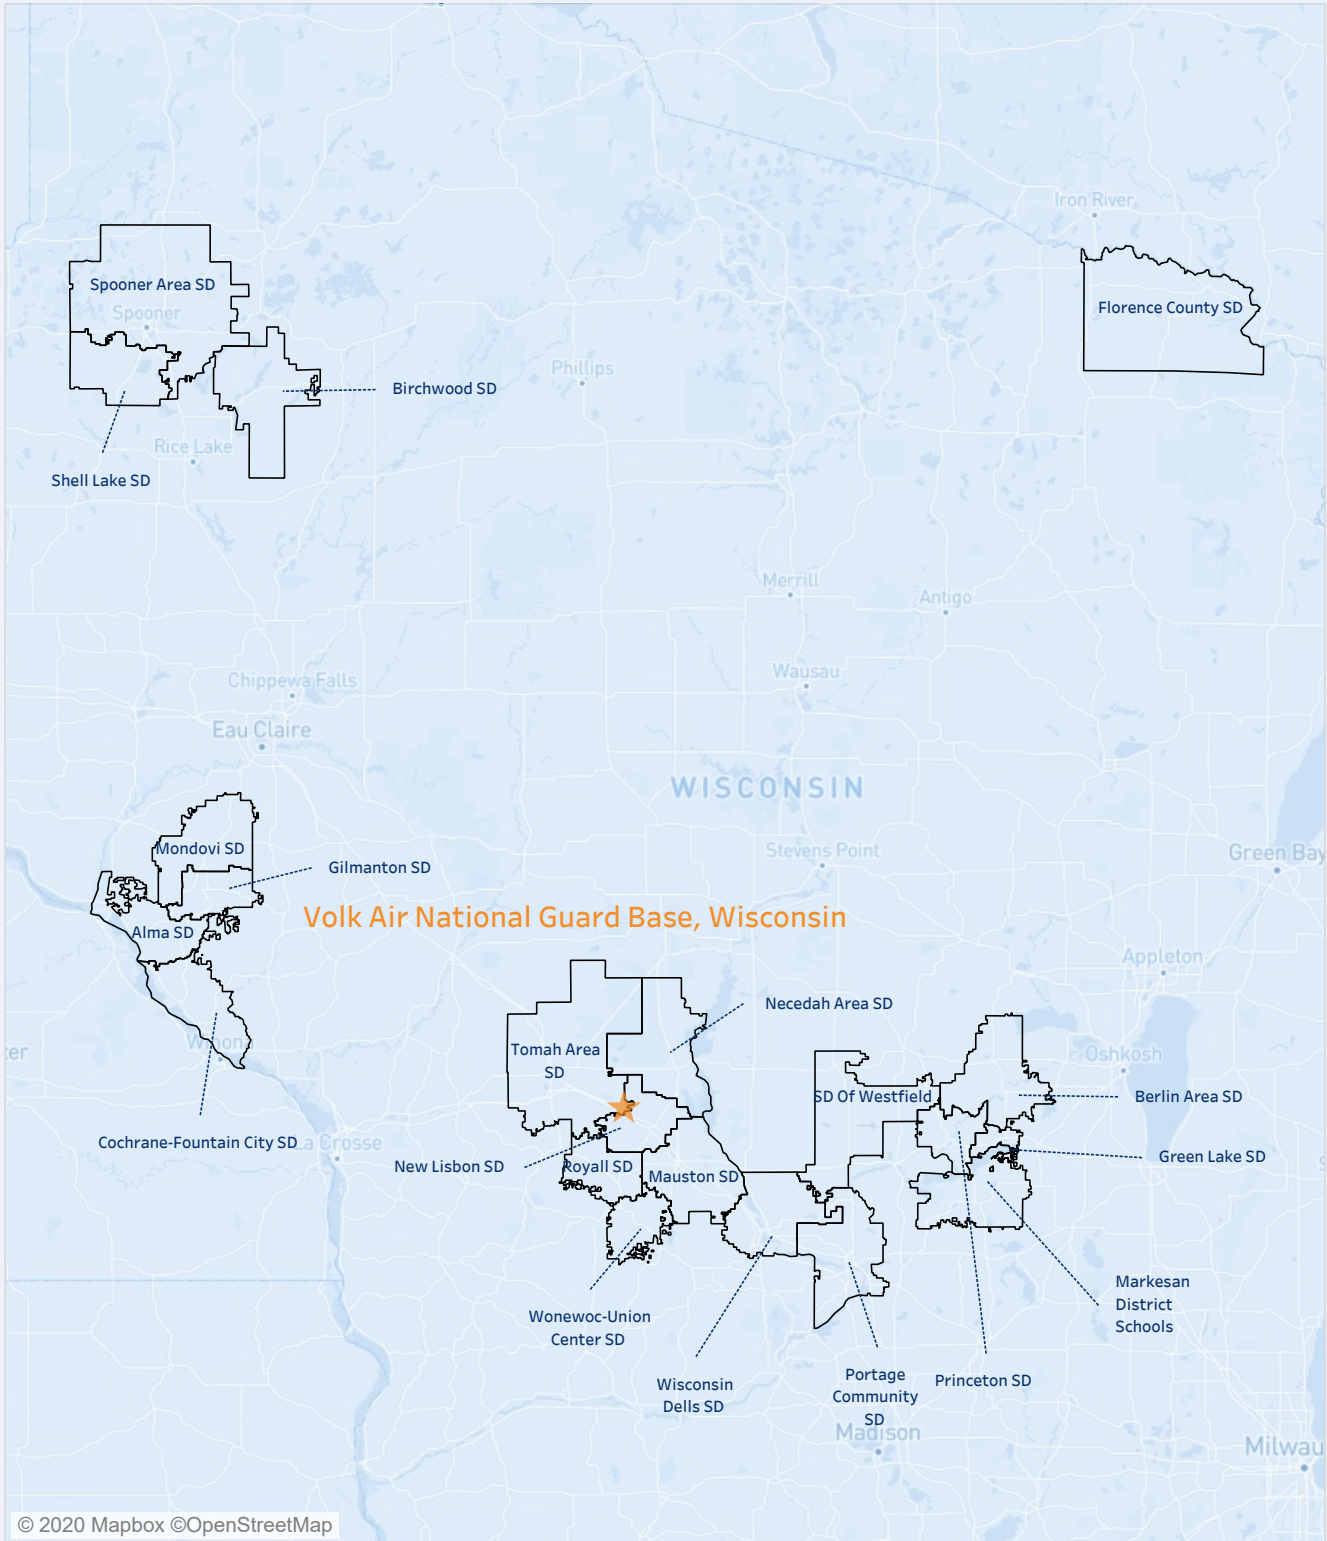 Iron River
Spooner Area SD
Florence County SD
Spooner
Phillips
Birchwood SD
Rice Lake
Shell Lake SD
Merrill
Antigo
Wausau
Chippewa Falls
Eau Claire
WISCONSIN
Mondovi SD
Stevens Point
Green Bay
Gilmanton SD
Volk Air National Guard Base, Wisconsin
Alma SD
Appleton
Necedah Area SD
Winona
ter
Tomah Area
SD
Oshkosh
SD Of Westfield
Berlin Area SD
Cochrane-Fountain City SD
La Crosse
New Lisbon SD
Royall SD
Mauston SD
Green Lake SD
Markesan
District
Schools
Wonewoc-Union
Center SD
Wisconsin
Dells SD
Portage
Community
SD
Princeton SD
Madison
Milwau
© 2020 Mapbox ©OpenStreetMap